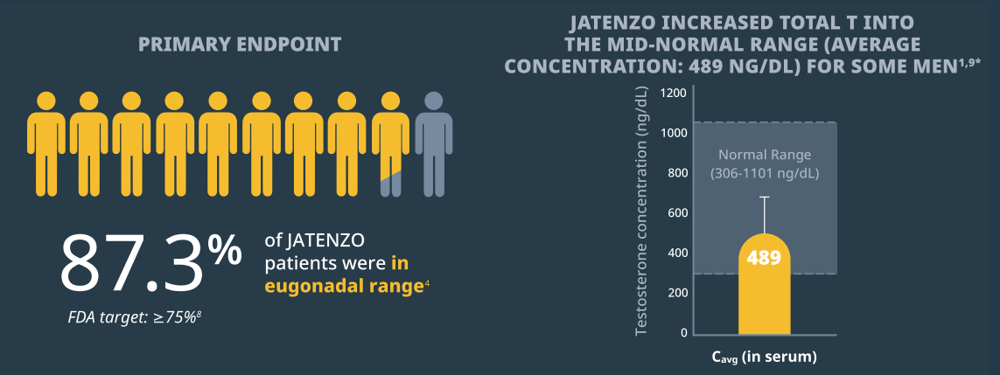 PRIMARY ENDPOINT
87.3%
of JATENZO
patients were in
eugonadal range4
FDA target: ≥75%8
JATENZO INCREASED TOTAL T INTO
THE MID-NORMAL RANGE (AVERAGE
CONCENTRATION: 489 NG/DL) FOR SOME MEN1,9*
Testosterone concentration (ng/dL)
1200
1000
800
600
400
200
0
Normal Range
(306-1101 ng/dL)
489
Cavg (in serum)